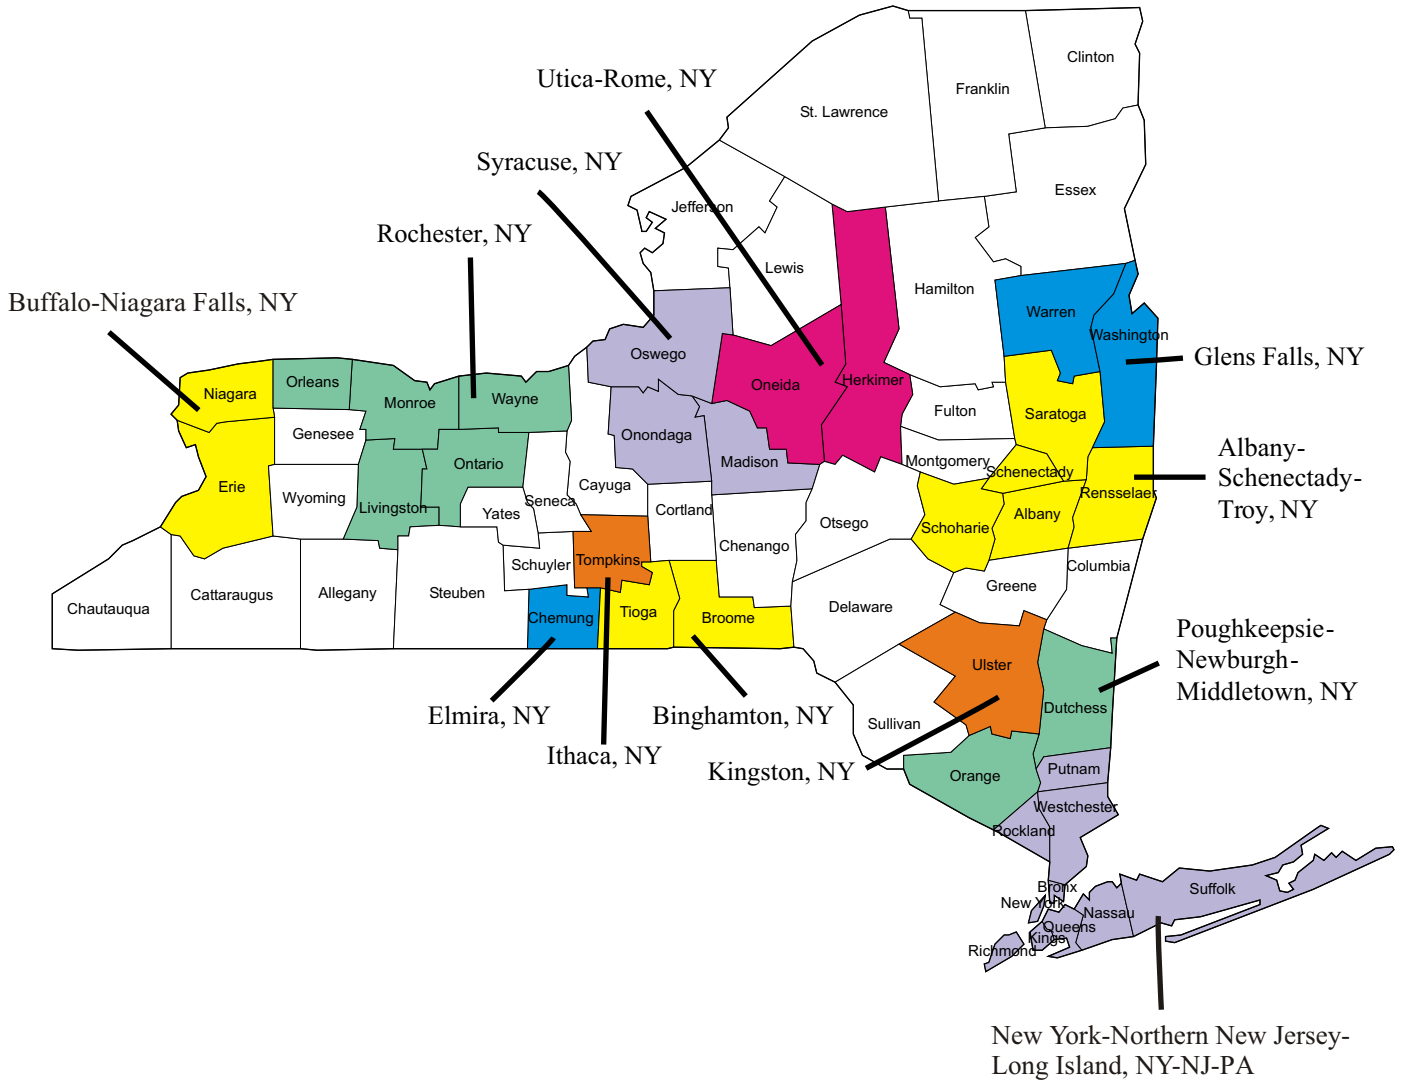 Clinton
Utica-Rome, NY
Franklin
St. Lawrence
Syracuse, NY
Essex
Jefferson
Rochester, NY
Lewis
Hamilton
Buffalo-Niagara Falls, NY
Warren
Washington
Glens Falls, NY
Oswego
Orleans
Niagara
Oneida
Herkimer
Monroe
Wayne
Fulton
Saratoga
Genesee
Onondaga
Albany-
Schenectady-
Troy, NY
Ontario
Madison
Montgomery
Schenectady
Erie
Wyoming
Cayuga
Rensselaer
Seneca
Livingston
Yates
Cortland
Otsego
Schoharie
Albany
Chenango
Schuyler
Tompkins
Columbia
Greene
Chautauqua
Cattaraugus
Allegany
Steuben
Delaware
Chemung
Tioga
Broome
Poughkeepsie-
Newburgh-
Middletown, NY
Ulster
Dutchess
Elmira, NY
Binghamton, NY
Sullivan
Ithaca, NY
Kingston, NY
Orange
Putnam
Westchester
Rockland
Bronx
Suffolk
New York
Nassau
Queens
Kings
Richmond
New York-Northern New Jersey-
Long Island, NY-NJ-PA